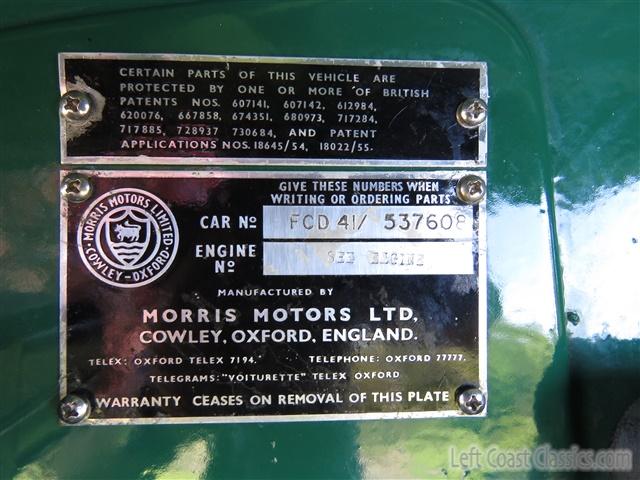 CERTAIN PARTS OF THIS VEHICLE ARE
PROTECTED BY ONE OR MORE OF BRITISH
PATENTS NOS. 607141, 607142, 612984,
620076, 667858, 674351, 680973, 717284,
717885, 728937 730684, AND PATENT
APPLICATIONS NOS. 18645/54, 18022/55.
GIVE THESE NUMBERS WHEN
WRITING OR ORDERING PARTS
MORRIS MOTORS LIMITED
COWLEY-OXFORD
CAR No FCD 41/ 537608
ENGINE No SEE ENGINE
MANUFACTURED BY
MORRIS MOTORS LTD,
COWLEY, OXFORD, ENGLAND.
TELEX: OXFORD TELEX 7194. TELEPHONE: OXFORD 77777.
TELEGRAMS: "VOITURETTE" TELEX OXFORD
WARRANTY CEASES ON REMOVAL OF THIS PLATE
Left Coast Classics.com